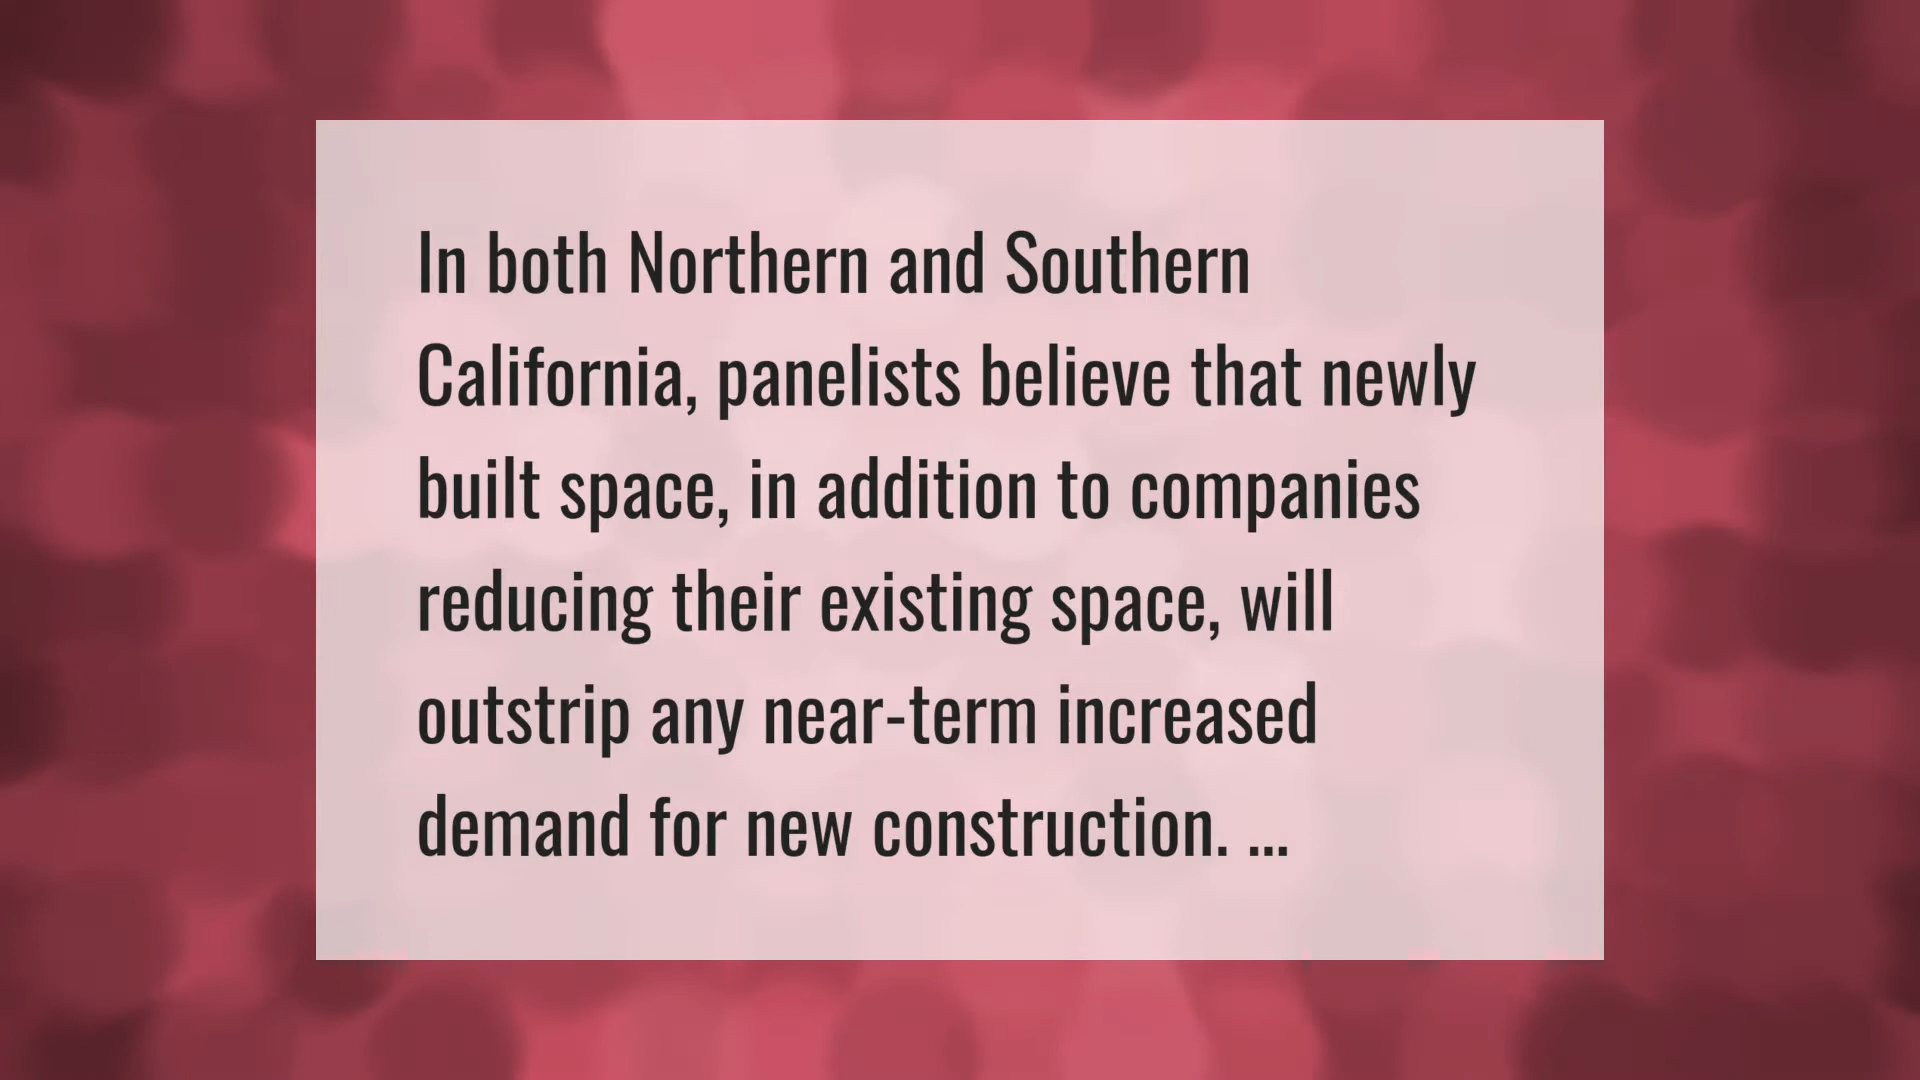 In both Northern and Southern
California, panelists believe that newly
built space, in addition to companies
reducing their existing space, will
outstrip any near-term increased
demand for new construction. ...